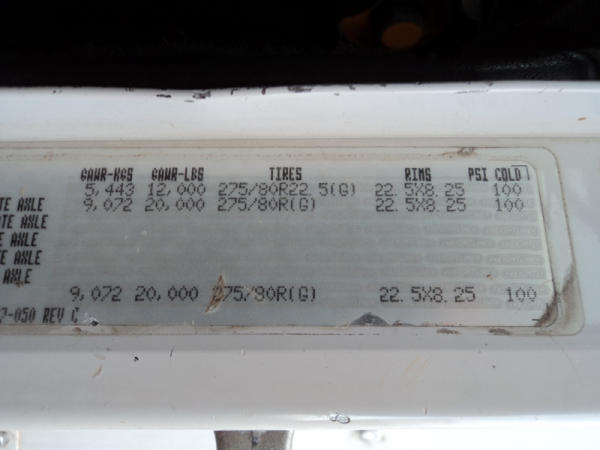 GAWR-KGS GAWR-LBS TIRES RIMS PSI COLD
5,443 12,000 275/80R22.5(G) 22.5X8.25 100
TE AXLE 9,072 20,000 275/80R(G) 22.5X8.25 100
TE AXLE
E AXLE
E AXLE
AXLE
9,072 20,000 275/80R(G) 22.5X8.25 100
7-050 REV C